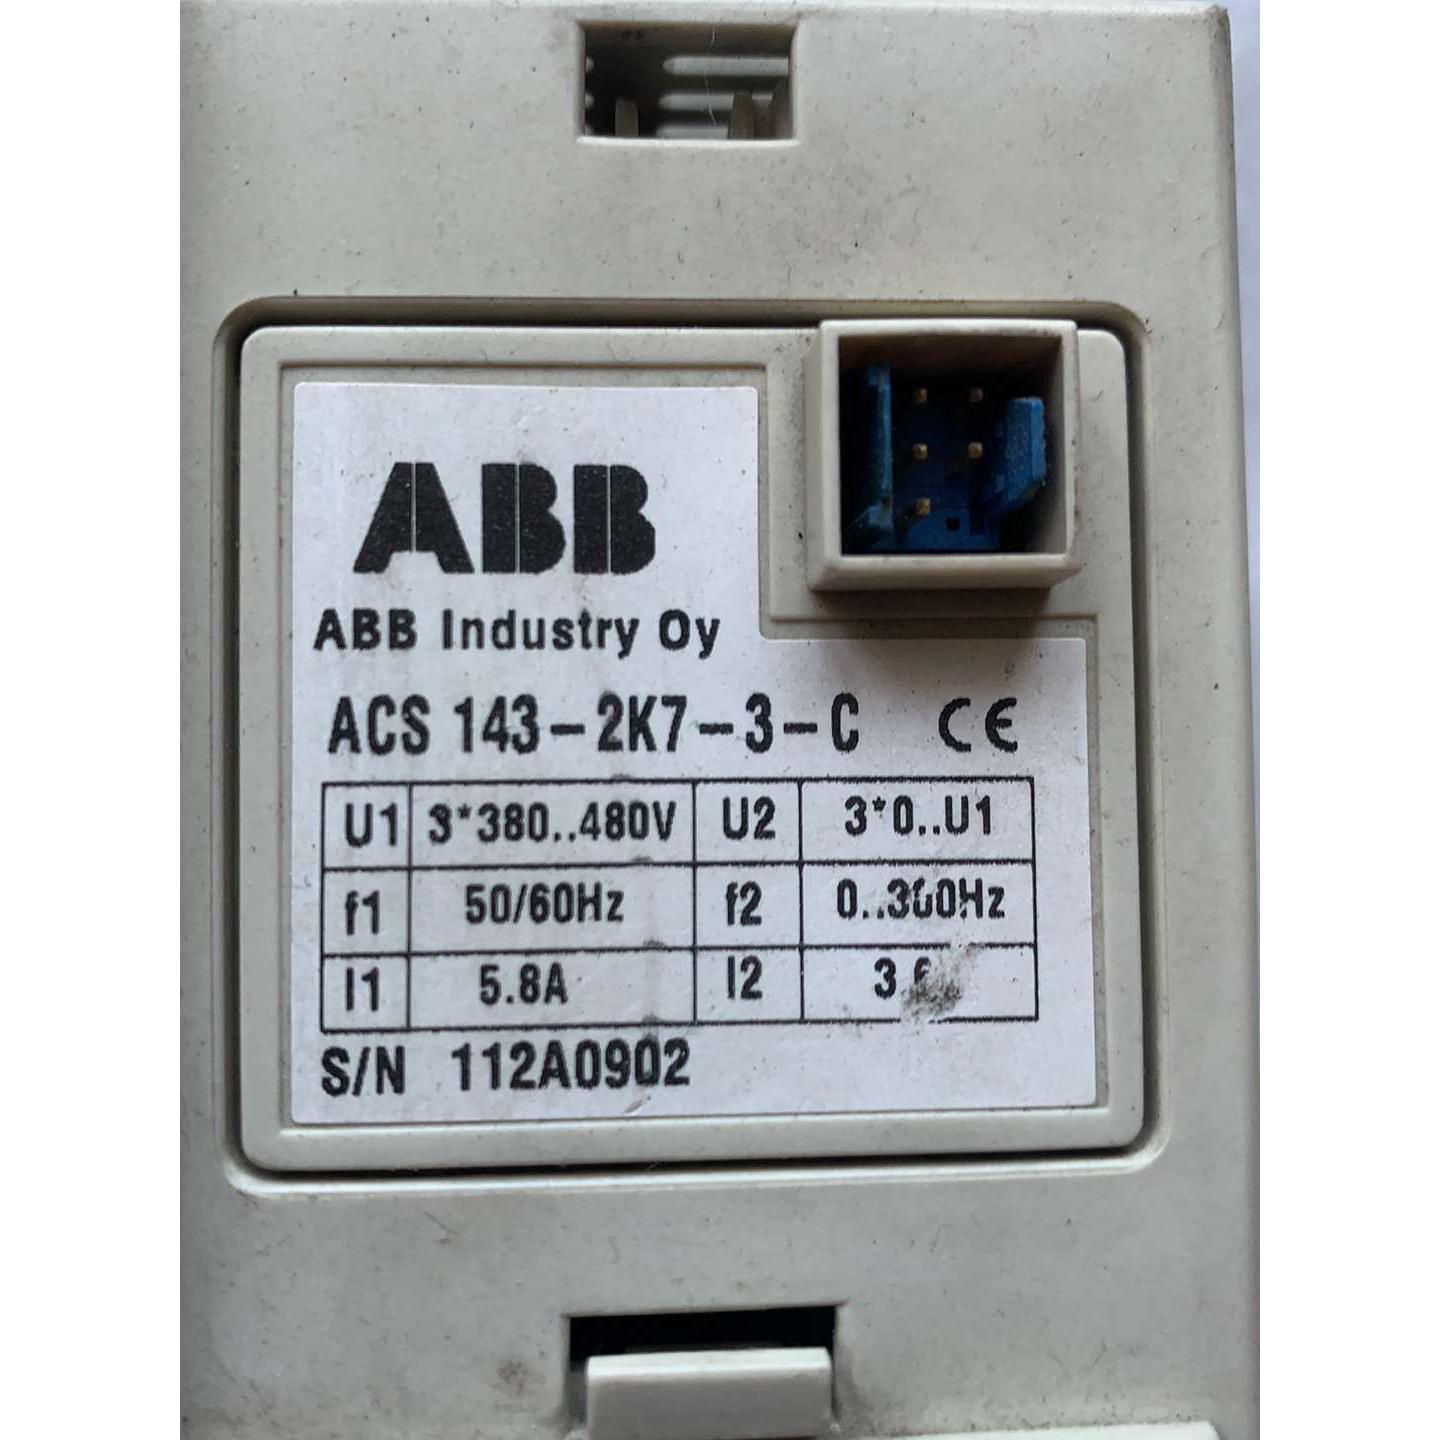 ABB
ABB Industry Oy
ACS 143-2K7-3-C CE
U1 3*380..480V U2 3*0..U1
f1 50/60Hz f2 0..300Hz
I1 5.8A I2
S/N 112A0902